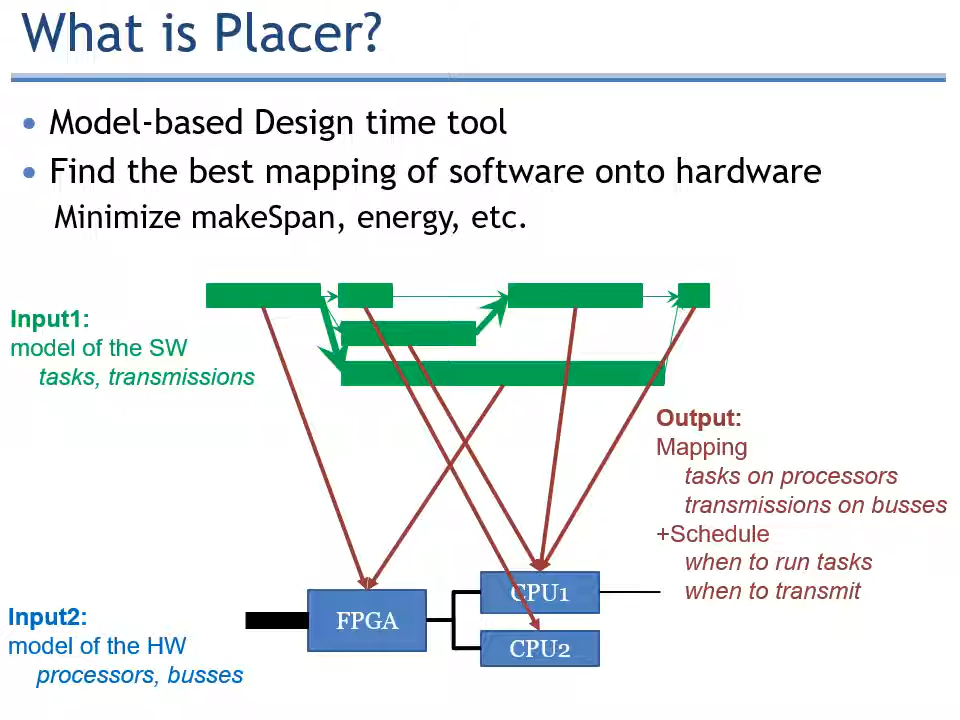 What is Placer?
• Model-based Design time tool
• Find the best mapping of software onto hardware
Minimize makeSpan, energy, etc.
Input1:
model of the SW
tasks, transmissions
Output:
Mapping
tasks on processors
transmissions on busses
+Schedule
when to run tasks
when to transmit
Input2:
model of the HW
processors, busses
FPGA
CPU1
CPU2